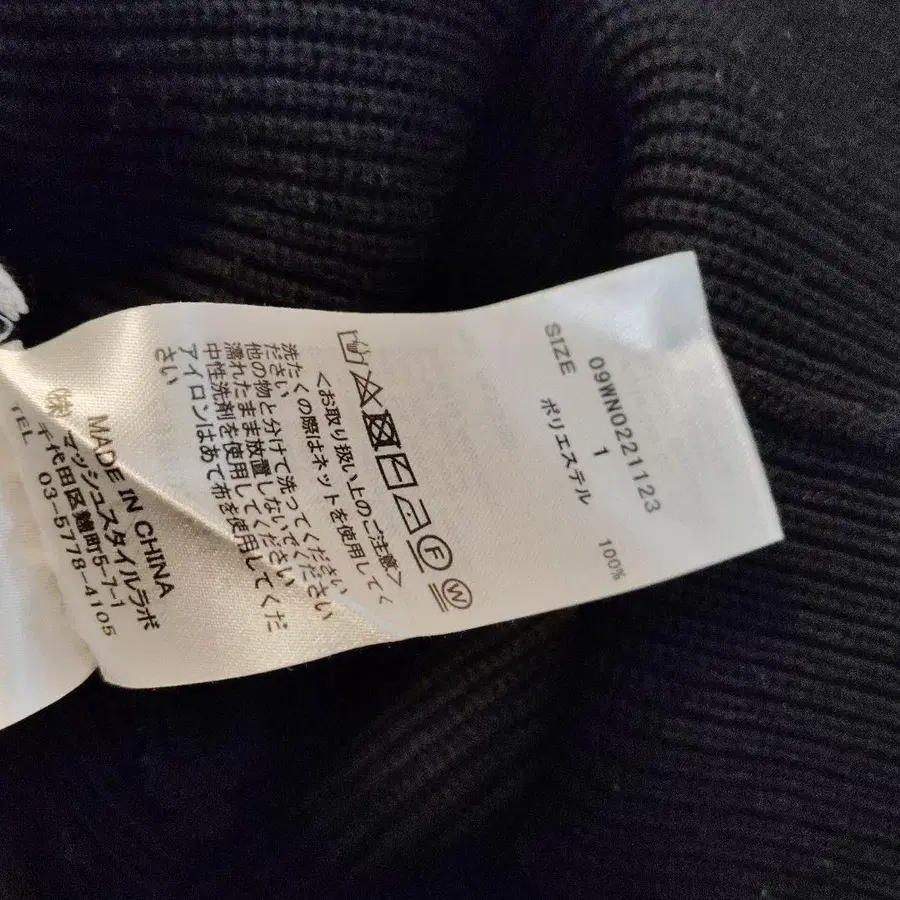 09WNO221123
SIZE 1
ポリエステル 100%
F
W
<お取り扱い上のご注意>
洗たくの際はネットを使用してく
ださい
他の物と分けて洗ってください
濡れたまま放置しないでください
中性洗剤を使用してください
アイロンはあて布を使用してくだ
さい
MADE IN CHINA
(株)マッシュスタイルラボ
千代田区麹町5-7-1
TEL 03-5778-4105